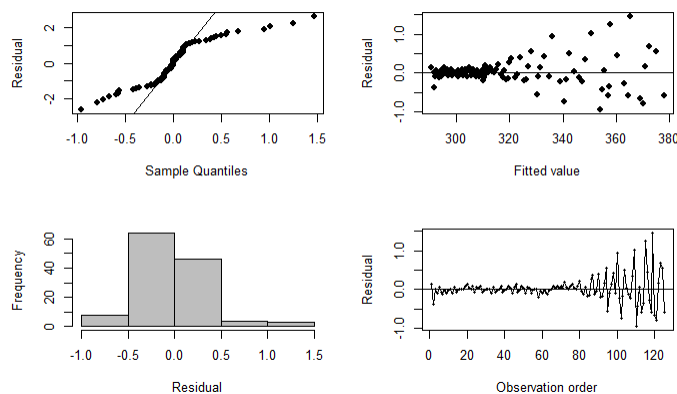 Residual
2
0
-2
-1.0 -0.5 0.0 0.5 1.0 1.5
Sample Quantiles
Residual
1.0
0.0
-1.0
300 320 340 360 380
Fitted value
Frequency
60
40
20
0
-1.0 -0.5 0.0 0.5 1.0 1.5
Residual
Residual
1.0
0.0
-1.0
0 20 40 60 80 100 120
Observation order